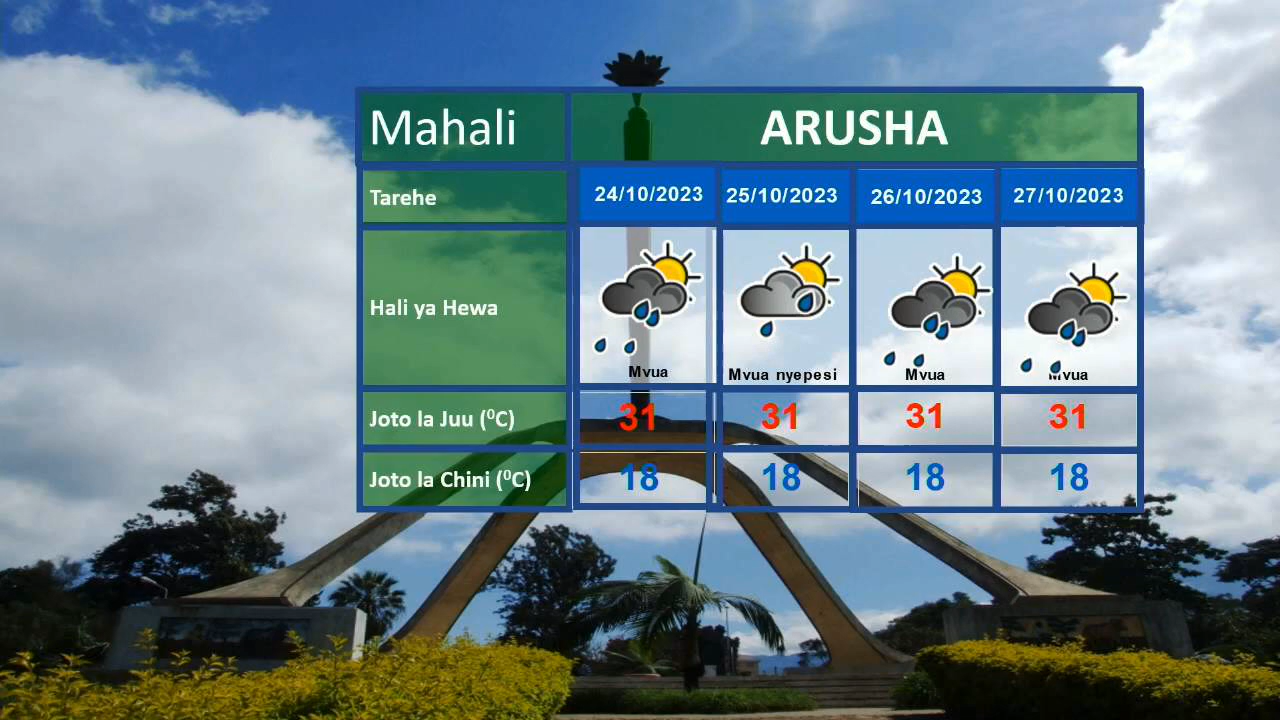 Mahali ARUSHA
Tarehe 24/10/2023 25/10/2023 26/10/2023 27/10/2023
Hali ya Hewa Mvua Mvua nyepesi Mvua Mvua
Joto la Juu (⁰C) 31 31 31 31
Joto la Chini (⁰C) 18 18 18 18